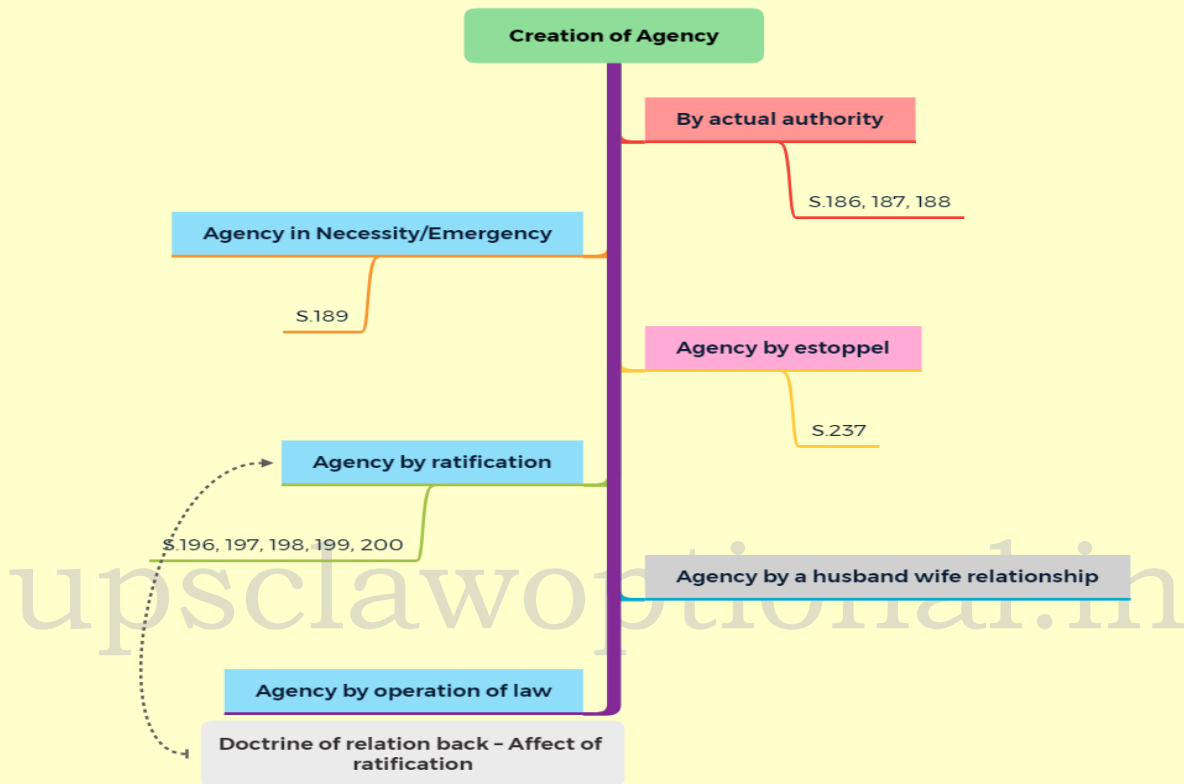 Creation of Agency
By actual authority
S.186, 187, 188
Agency in Necessity/Emergency
S.189
Agency by estoppel
S.237
Agency by ratification
S.196, 197, 198, 199, 200
upsclawoptional.in
Agency by a husband wife relationship
Agency by operation of law
Doctrine of relation back – Affect of
ratification